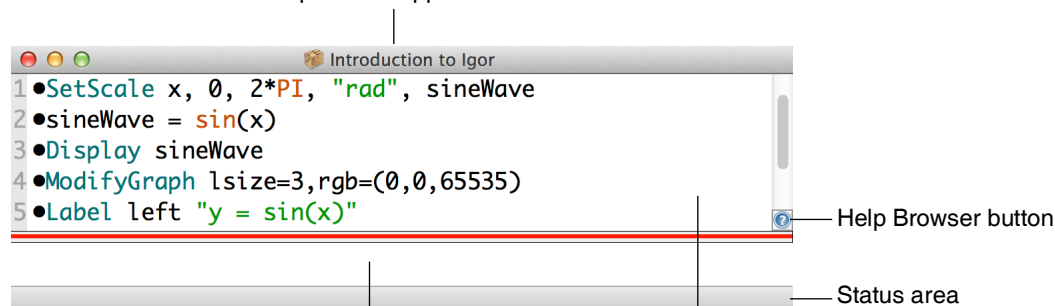 Introduction to Igor
1 •SetScale x, 0, 2*PI, "rad", sineWave
2 •sineWave = sin(x)
3 •Display sineWave
4 •ModifyGraph lsize=3,rgb=(0,0,65535)
5 •Label left "y = sin(x)"
Help Browser button
Status area